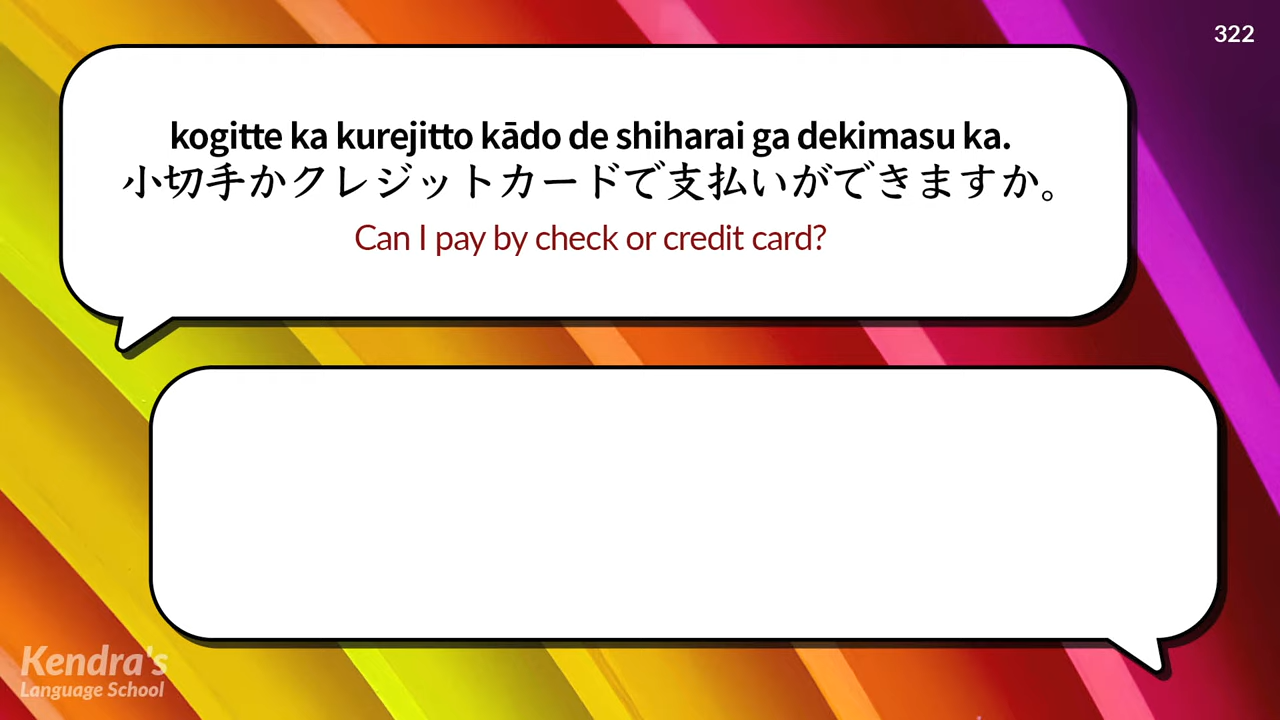 322
kogitte ka kurejitto kādo de shiharai ga dekimasu ka.
小切手かクレジットカードで支払いができますか。
Can I pay by check or credit card?
Kendra's
Language School